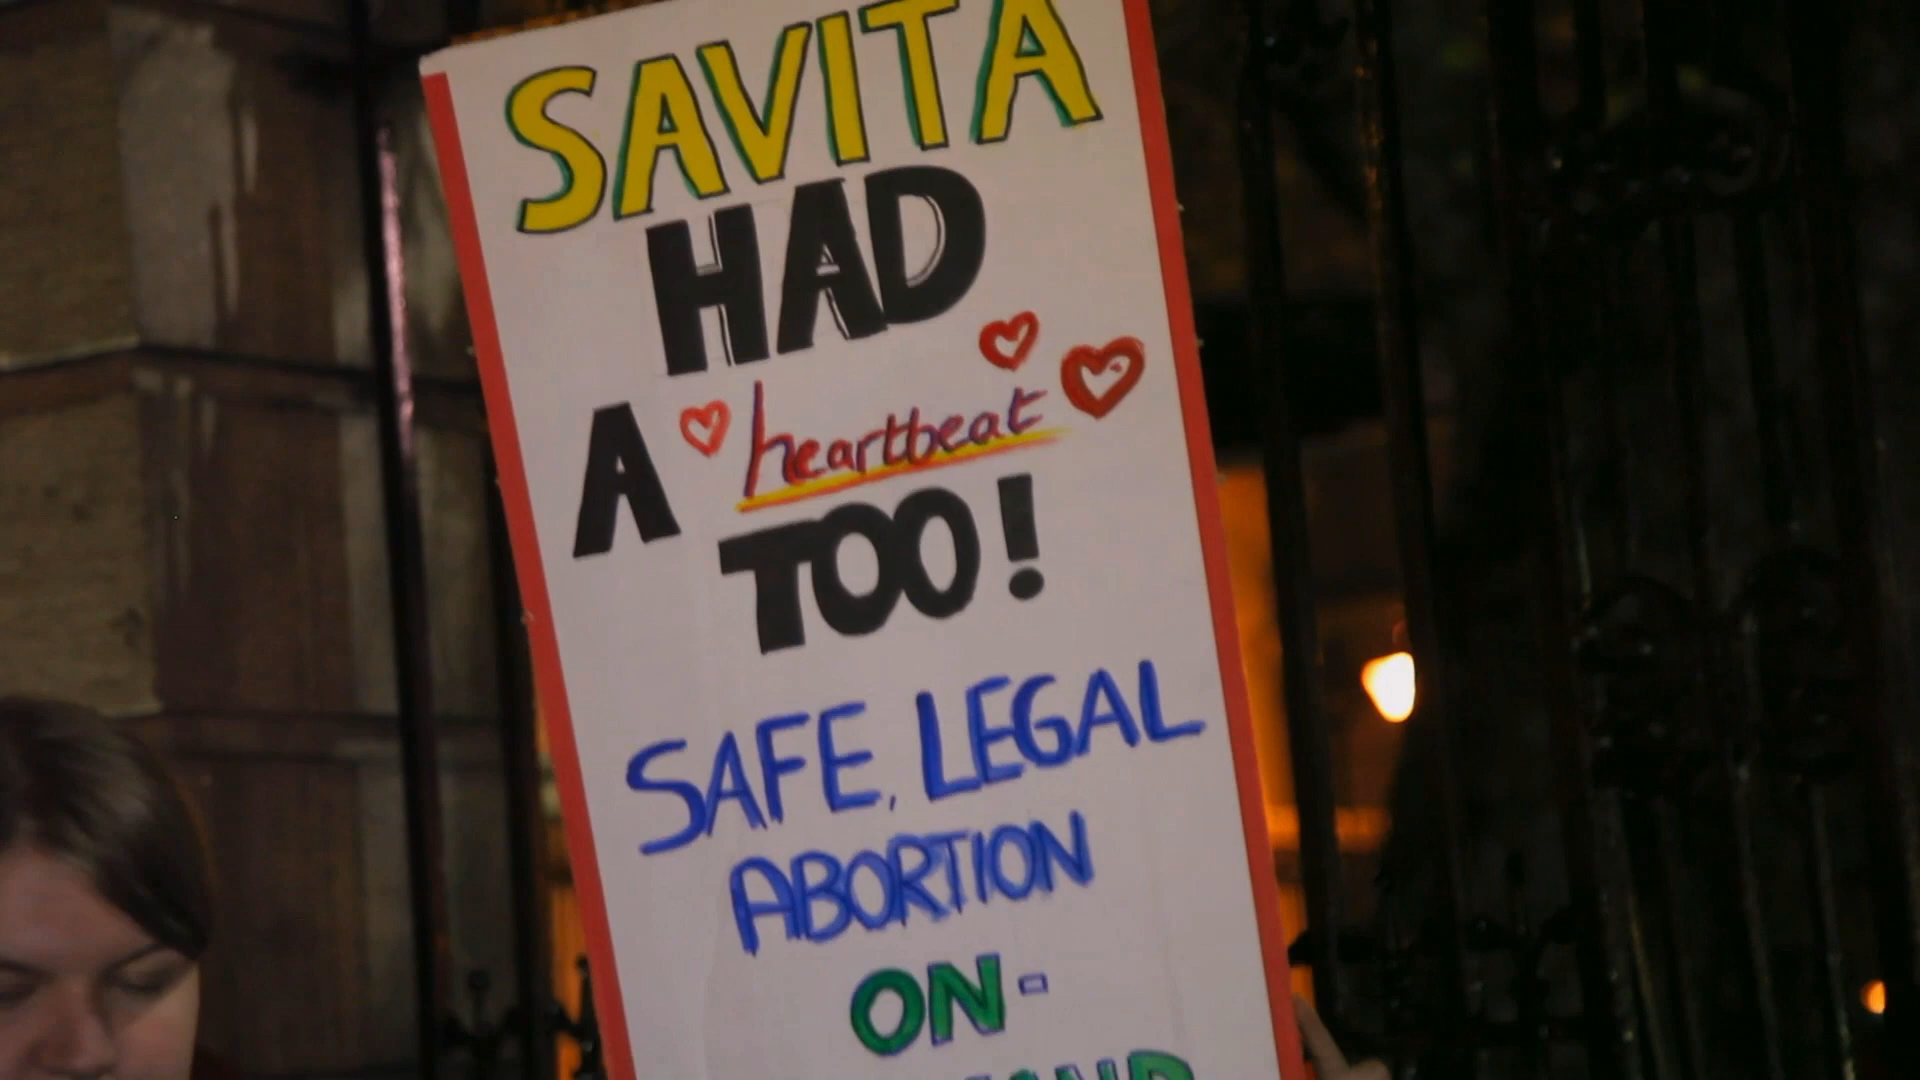 SAVITA
HAD
A heartbeat
TOO!
SAFE, LEGAL
ABORTION
ON-